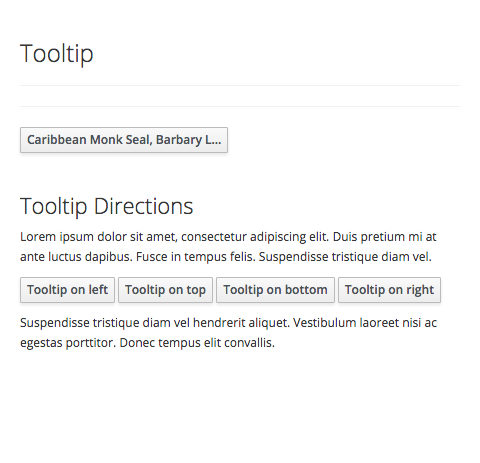 Tooltip
Caribbean Monk Seal, Barbary L...
Tooltip Directions
Lorem ipsum dolor sit amet, consectetur adipiscing elit. Duis pretium mi at
ante luctus dapibus. Fusce in tempus felis. Suspendisse tristique diam vel.
Tooltip on left Tooltip on top Tooltip on bottom Tooltip on right
Suspendisse tristique diam vel hendrerit aliquet. Vestibulum laoreet nisi ac
egestas porttitor. Donec tempus elit convallis.